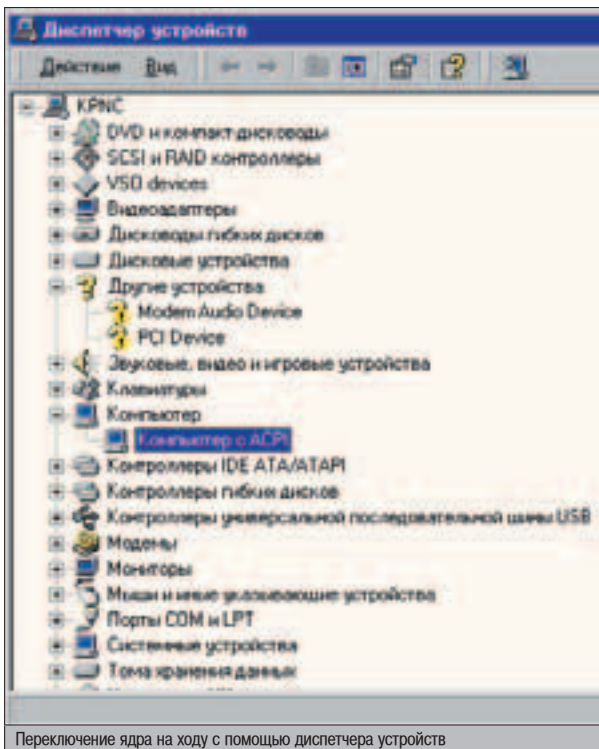 Диспетчер устройств
Действие Вид
KPNC
DVD и компакт-дисководы
SCSI и RAID контроллеры
VSO devices
Видеоадаптеры
Дисководы гибких дисков
Дисковые устройства
Другие устройства
Modem Audio Device
PCI Device
Звуковые, видео и игровые устройства
Клавиатуры
Компьютер
Компьютер с ACPI
Контроллеры IDE ATA/ATAPI
Контроллеры гибких дисков
Контроллеры универсальной последовательной шины USB
Модемы
Мониторы
Мыши и иные указывающие устройства
Порты COM и LPT
Системные устройства
Тома хранения данных
Переключение ядра на ходу с помощью диспетчера устройств